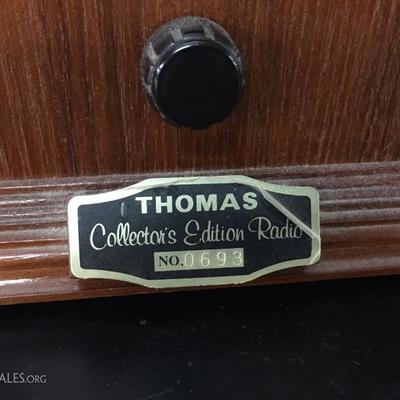 THOMAS
Collector's Edition Radio
NO. 0693
ALES.ORG